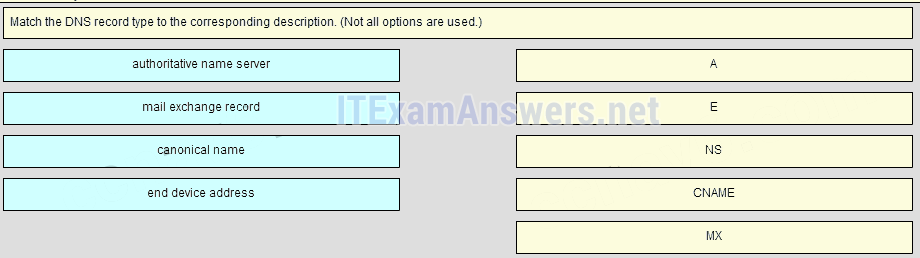 Match the DNS record type to the corresponding description. (Not all options are used.)
authoritative name server
A
mail exchange record
E
canonical name
NS
end device address
CNAME
MX
ITExamAnswers.net